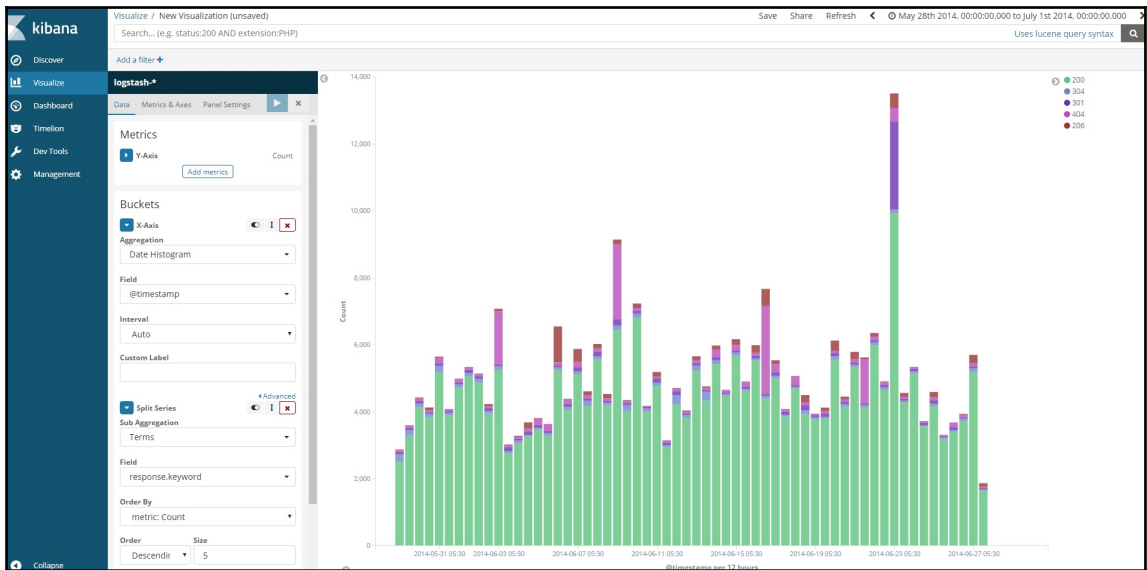 kibana
Discover
Visualize
Dashboard
Timelion
Dev Tools
Management
Collapse
Visualize / New Visualization (unsaved)
Save Share Refresh May 28th 2014, 00:00:00.000 to July 1st 2014, 00:00:00.000
Search... (e.g. status:200 AND extension:PHP)
Uses lucene query syntax
Add a filter +
logstash-*
Data Metrics & Axes Panel Settings
Metrics
Y-Axis Count
Add metrics
Buckets
X-Axis
Aggregation
Date Histogram
Field
@timestamp
Interval
Auto
Custom Label
Advanced
Split Series
Sub Aggregation
Terms
Field
response.keyword
Order By
metric: Count
Order Size
Descendir 5
14,000
12,000
10,000
8,000
6,000
4,000
2,000
0
Count
2014-05-31 05:30 2014-06-03 05:30 2014-06-07 05:30 2014-06-11 05:30 2014-06-15 05:30 2014-06-19 05:30 2014-06-23 05:30 2014-06-27 05:30
@timestamp per 12 hours
200
304
301
404
206